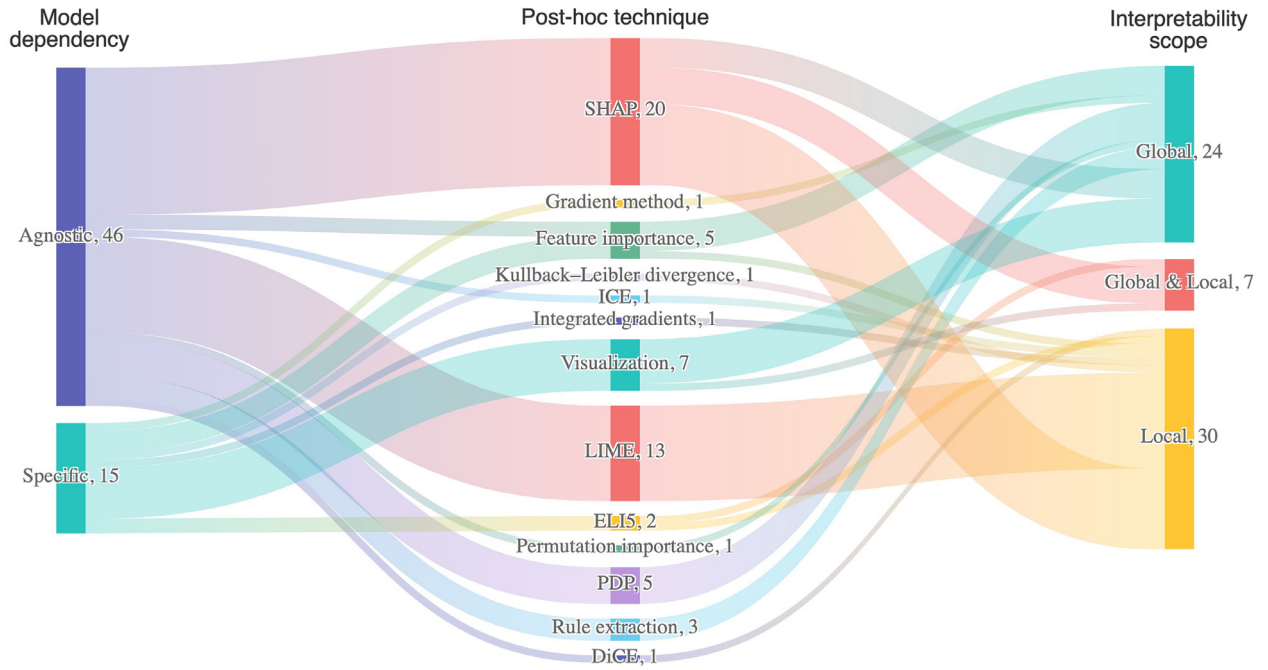 Model
dependency
Post-hoc technique
Interpretability
scope
SHAP, 20
Global, 24
Gradient method, 1
Agnostic, 46
Feature importance, 5
Kullback–Leibler divergence, 1
Global & Local, 7
ICE, 1
Integrated gradients, 1
Visualization, 7
Local, 30
LIME, 13
Specific, 15
ELI5, 2
Permutation importance, 1
PDP, 5
Rule extraction, 3
DiCE, 1